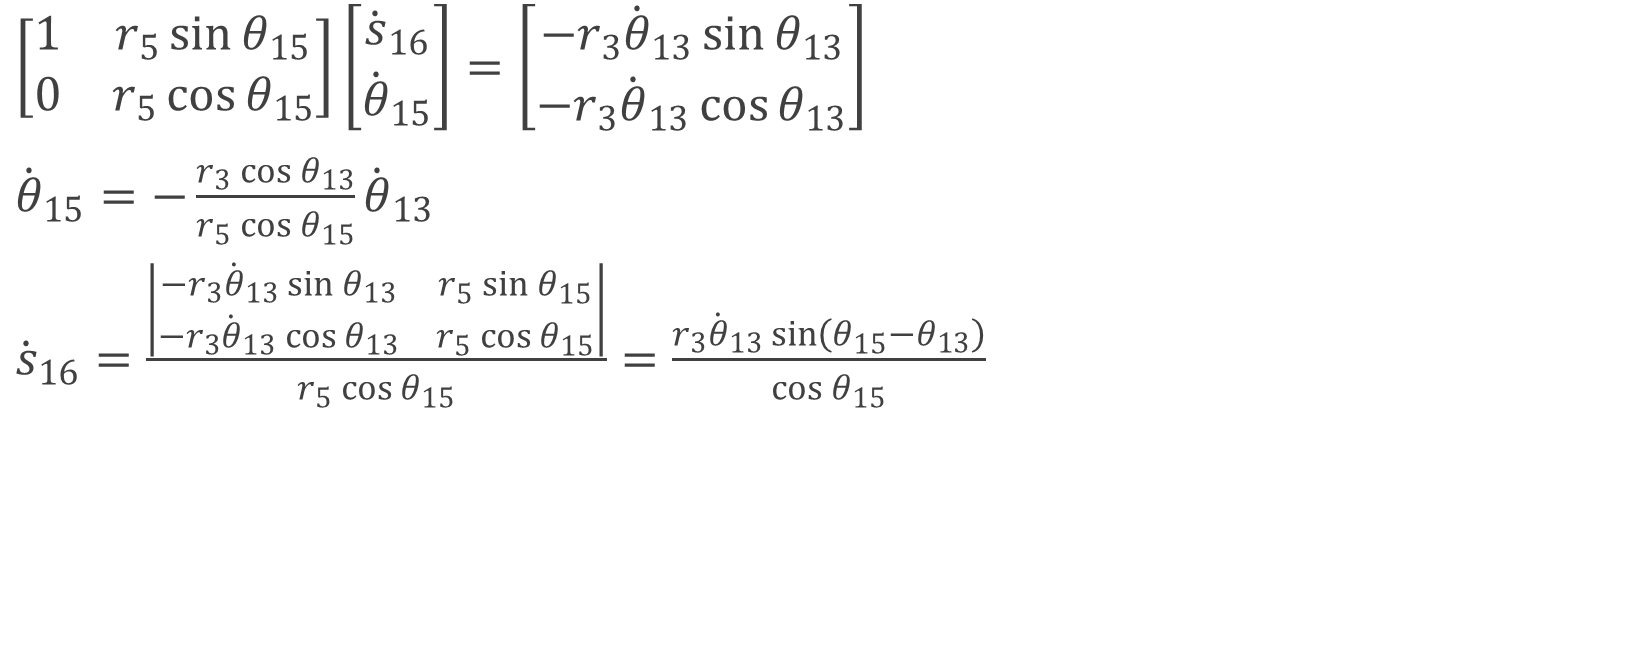 [1 r₅ sin θ₁₅; 0 r₅ cos θ₁₅] [ṡ₁₆; θ̇₁₅] = [−r₃θ̇₁₃ sin θ₁₃; −r₃θ̇₁₃ cos θ₁₃]
θ̇₁₅ = − (r₃ cos θ₁₃)/(r₅ cos θ₁₅) θ̇₁₃
ṡ₁₆ = |−r₃θ̇₁₃ sin θ₁₃ r₅ sin θ₁₅; −r₃θ̇₁₃ cos θ₁₃ r₅ cos θ₁₅|/(r₅ cos θ₁₅) = (r₃θ̇₁₃ sin(θ₁₅−θ₁₃))/(cos θ₁₅)